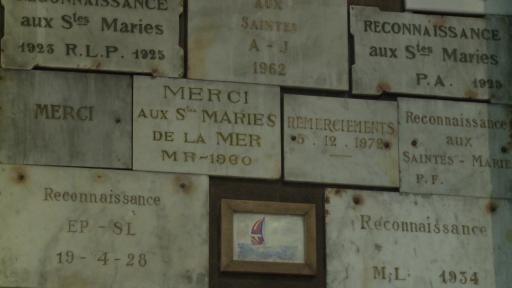 RECONNAISSANCE
aux Stes Maries
1923 R.L.P. 1925
AUX
SAINTES
A - J
1962
RECONNAISSANCE
aux Stes Maries
P.A. 1925
MERCI
MERCI
AUX Stes MARIES
DE LA MER
MR-1960
REMERCIEMENTS
5.12.1972
Reconnaissance
aux
SAINTES-MARIE
P.F.
Reconnaissance
EP - SL
19-4-28
Reconnaissance
M.L. 1934